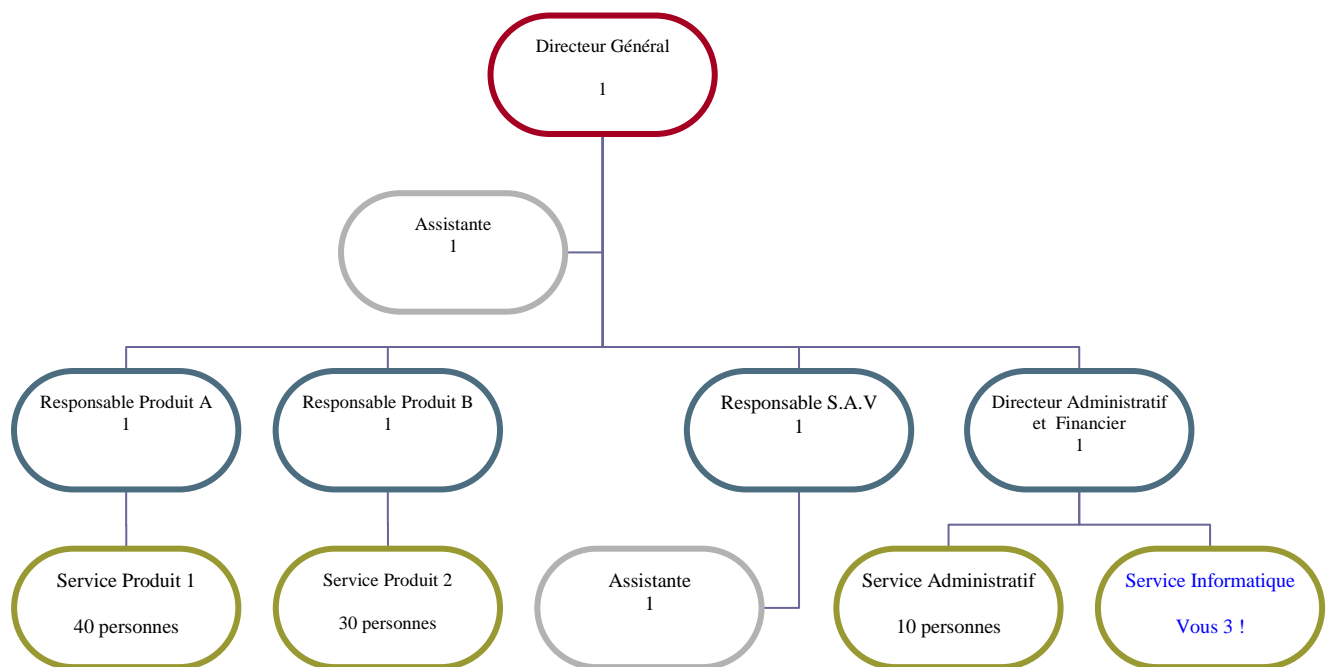 Directeur Général
1
Assistante
1
Responsable Produit A
1
Responsable Produit B
1
Responsable S.A.V
1
Directeur Administratif
et Financier
1
Service Produit 1
40 personnes
Service Produit 2
30 personnes
Assistante
1
Service Administratif
10 personnes
Service Informatique
Vous 3 !